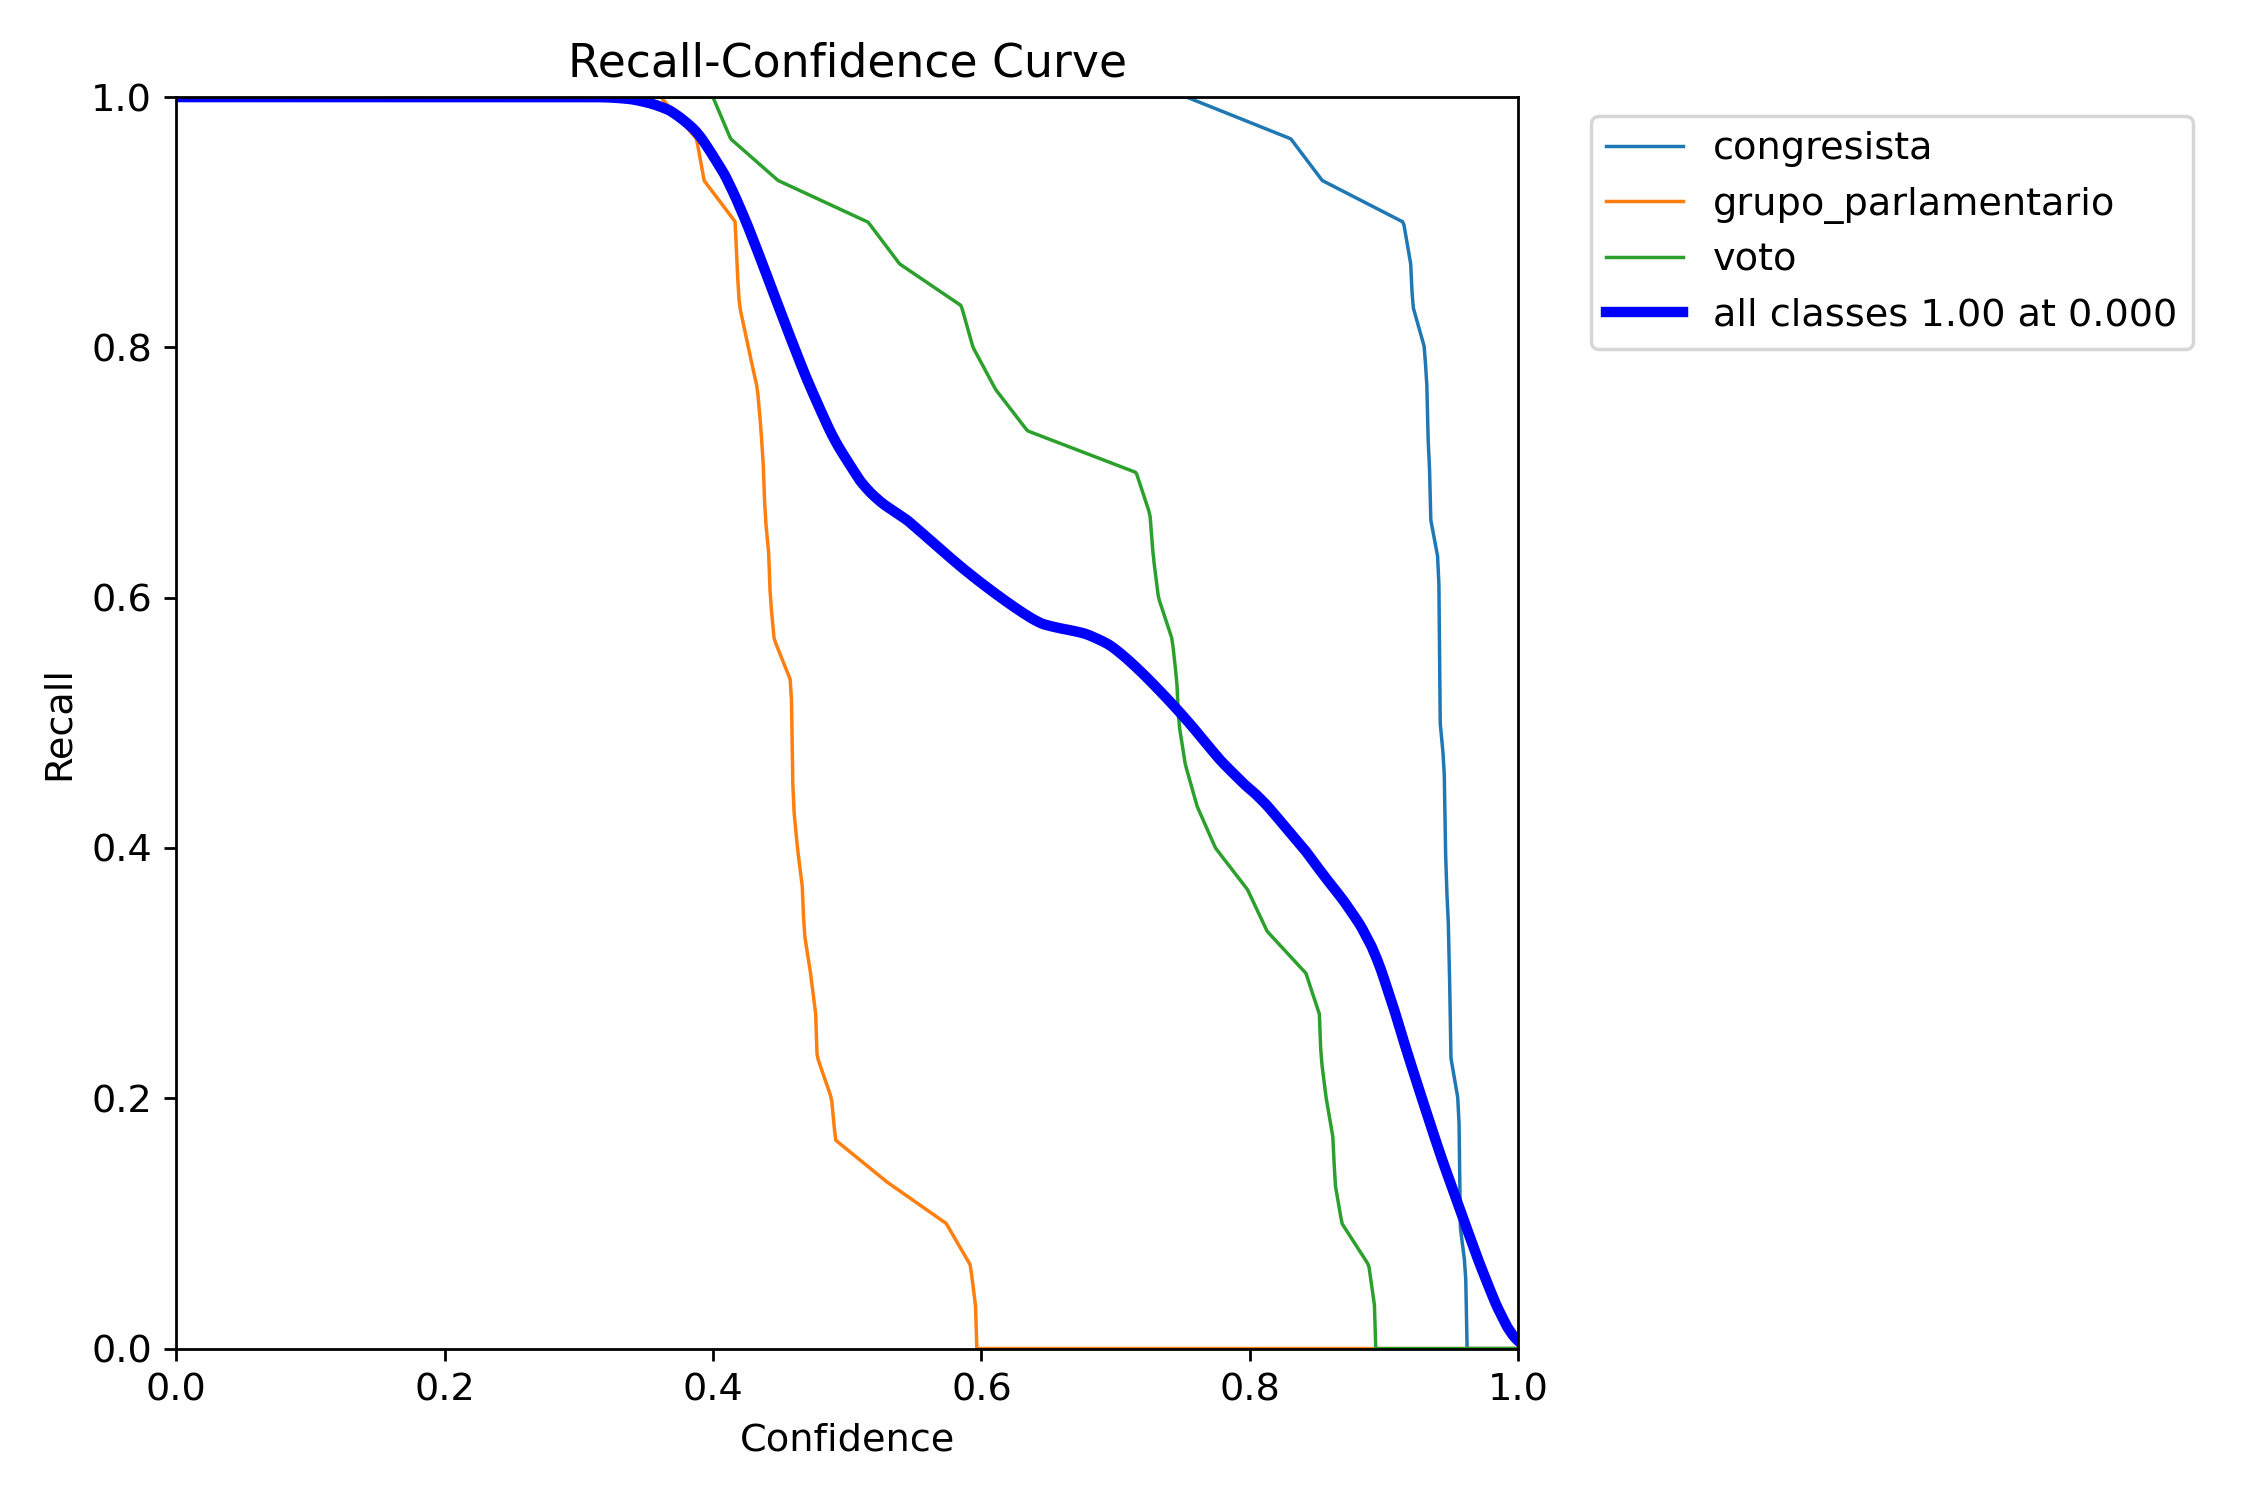 Recall-Confidence Curve
1.0
0.8
0.6
0.4
0.2
0.0
Recall
0.0 0.2 0.4 0.6 0.8 1.0
Confidence
congresista
grupo_parlamentario
voto
all classes 1.00 at 0.000